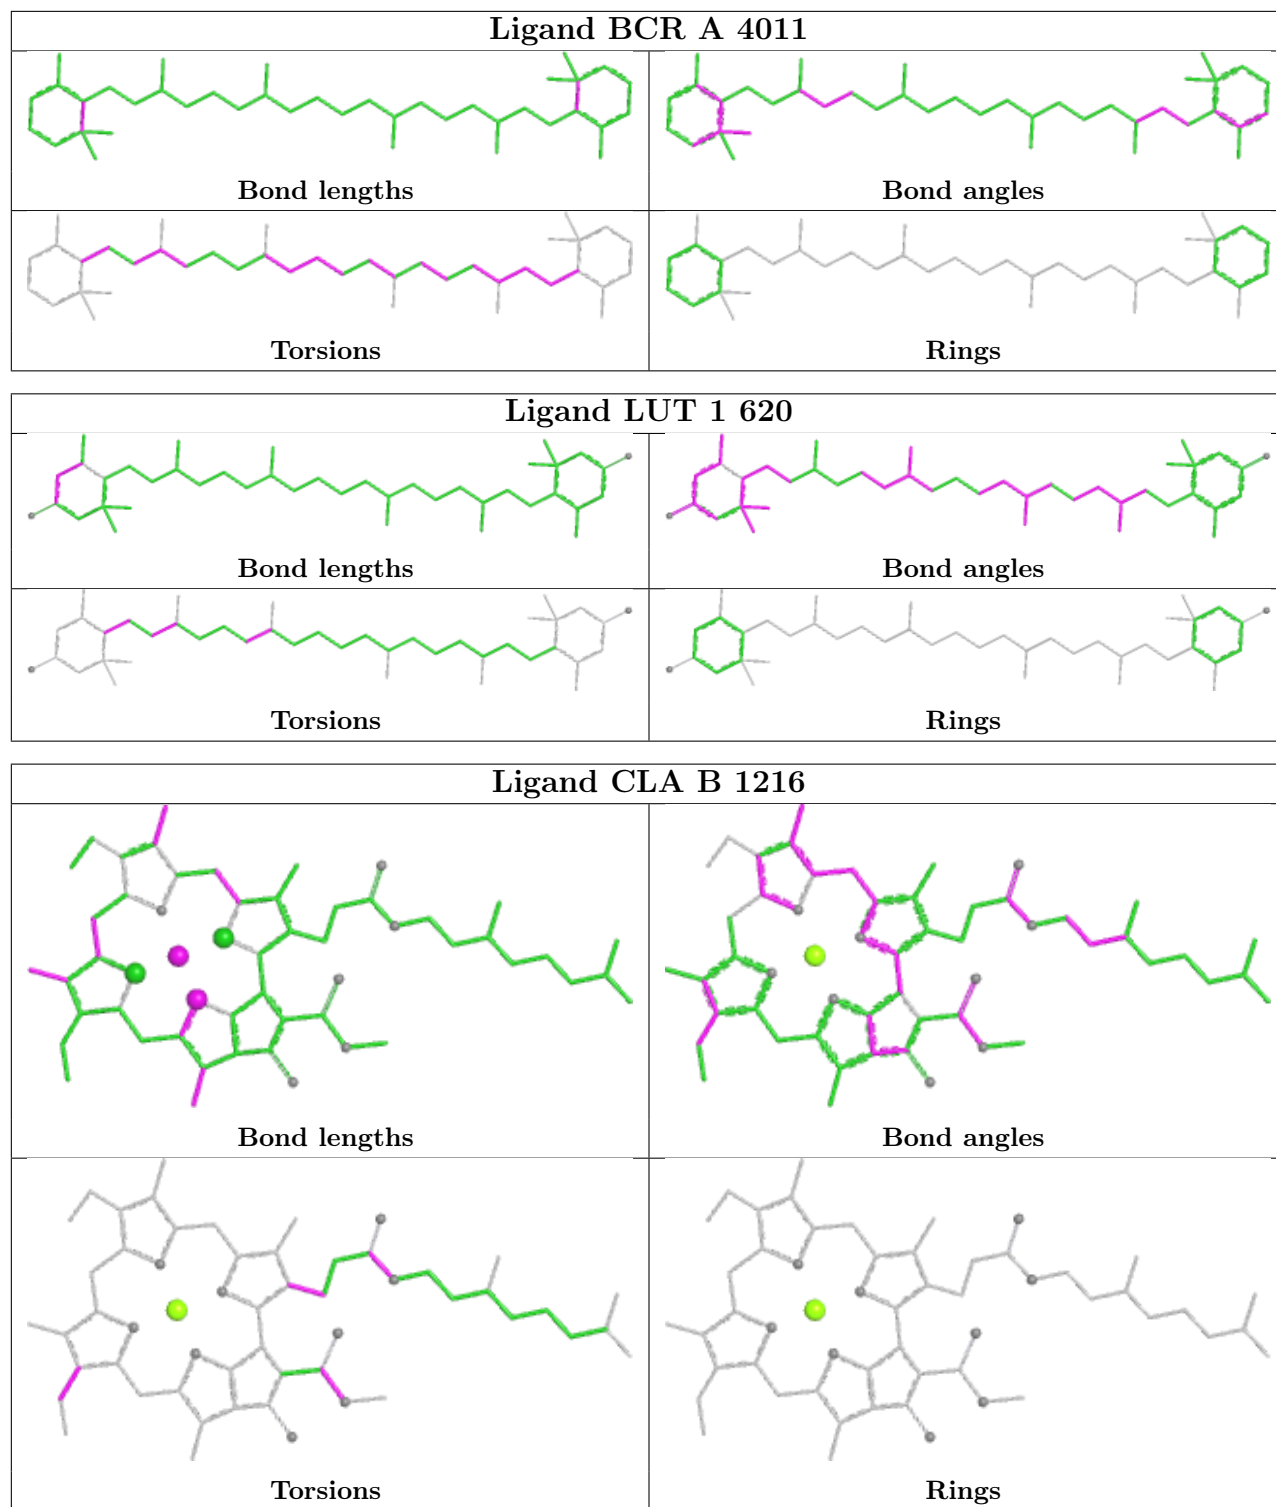 Ligand BCR A 4011
Bond lengths
Bond angles
Torsions
Rings
Ligand LUT 1 620
Bond lengths
Bond angles
Torsions
Rings
Ligand CLA B 1216
Bond lengths
Bond angles
Torsions
Rings